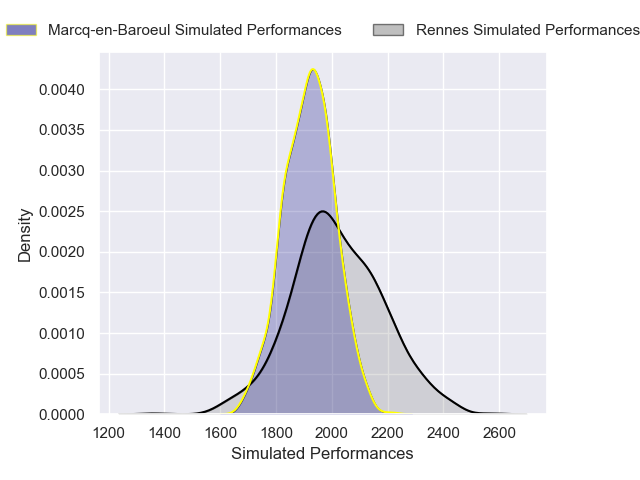 Marcq-en-Baroeul Simulated Performances
Rennes Simulated Performances
0.0040
0.0035
0.0030
0.0025
0.0020
0.0015
0.0010
0.0005
0.0000
Density
1200 1400 1600 1800 2000 2200 2400 2600
Simulated Performances